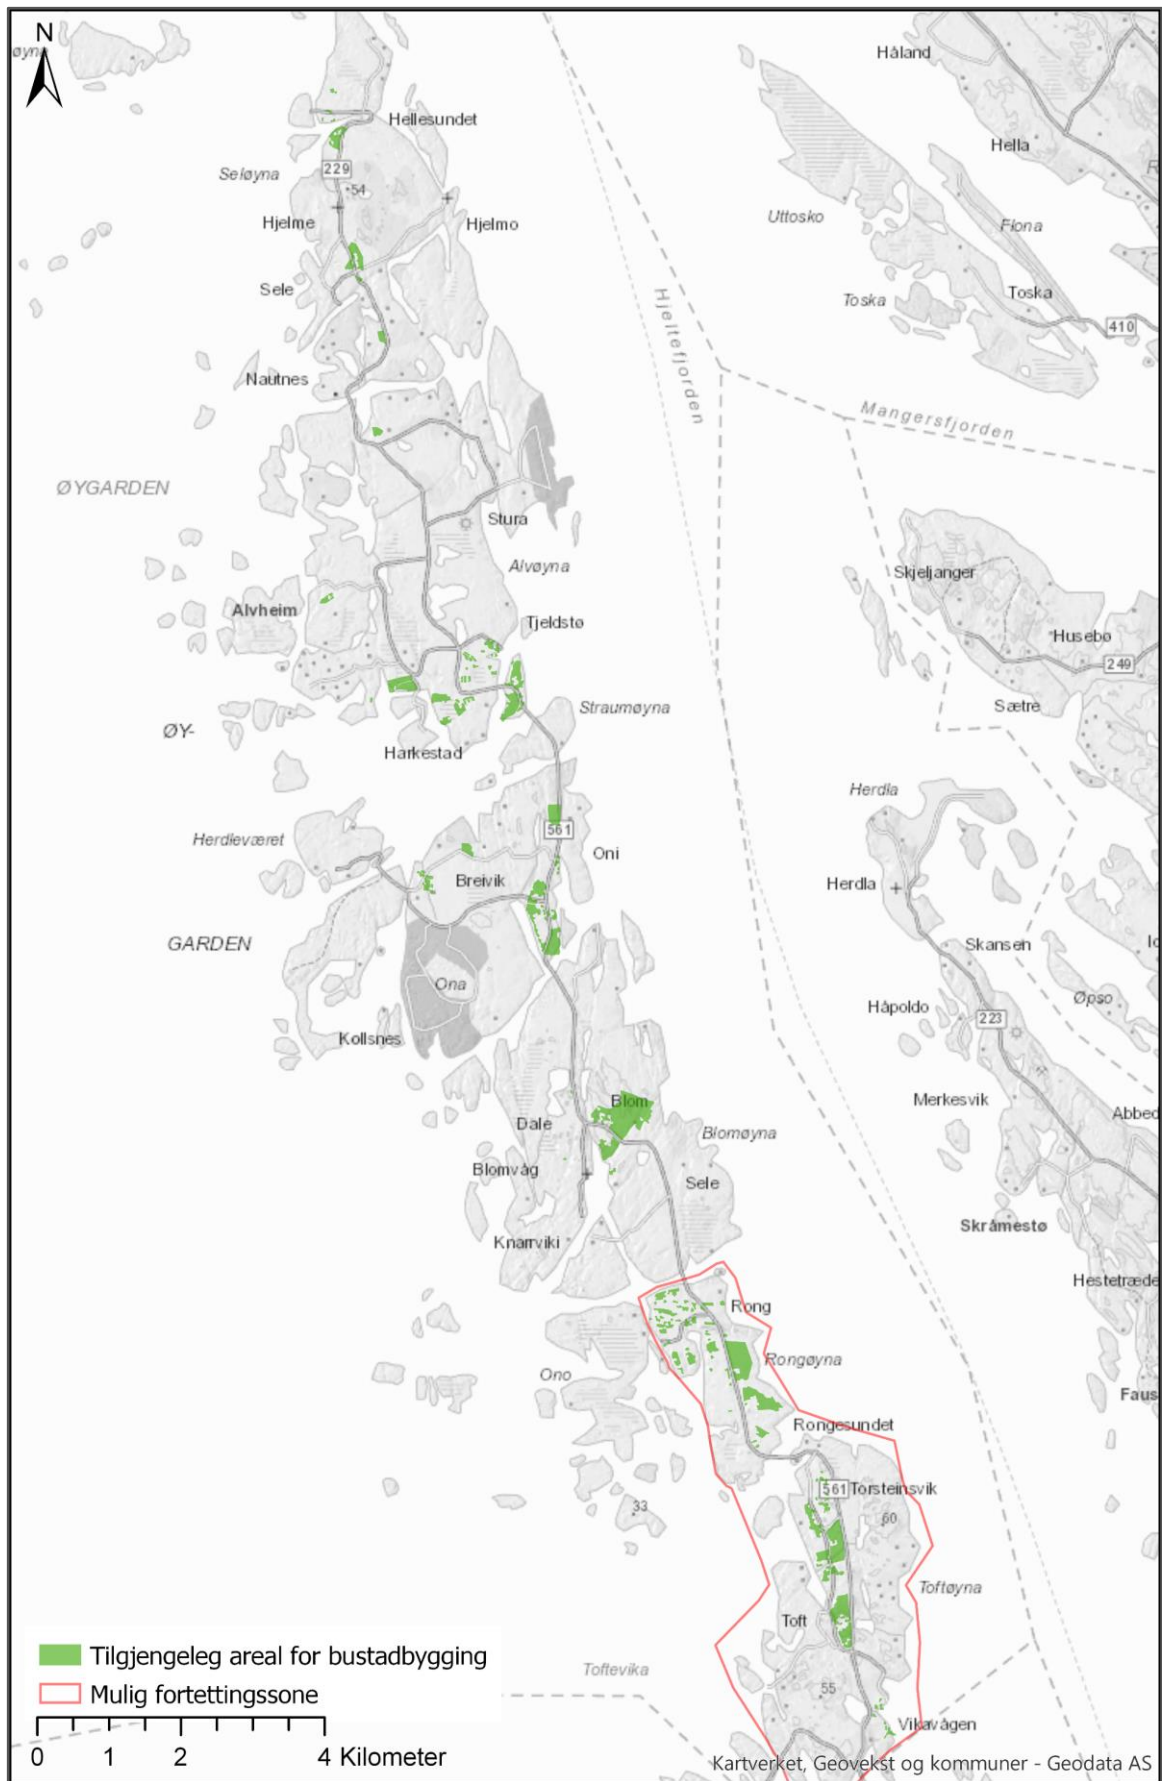 N
øyna
Håland
Hellesundet
Hella
Seløyna
229
54
Uttosko
Hjelme
Hjelmo
Flona
Sele
Toska
Toska
410
Hjeltefjorden
Nautnes
Mangersfjorden
ØYGARDEN
Stura
Alvøyna
Skjeljanger
Alvheim
Tjeldstø
Husebø
249
Straumøyna
Sætre
ØY-
Harkestad
Herdla
561
Herdleværet
Oni
Breivik
Herdla
GARDEN
Skansen
Ona
Øpso
Håpoldo
223
Kollsnes
Merkesvik
Blom
Abbed
Dale
Blomøyna
Blomvåg
Sele
Skråmestø
Knarrviki
Hestetræde
Rong
Rongøyna
Ono
Faus
Rongesundet
561
Torsteinsvik
33
60
Toftøyna
Toft
Tilgjengeleg areal for bustadbygging
Toftevika
Mulig fortettingssone
55
Vikavågen
0 1 2 4 Kilometer
Kartverket, Geovekst og kommuner - Geodata AS